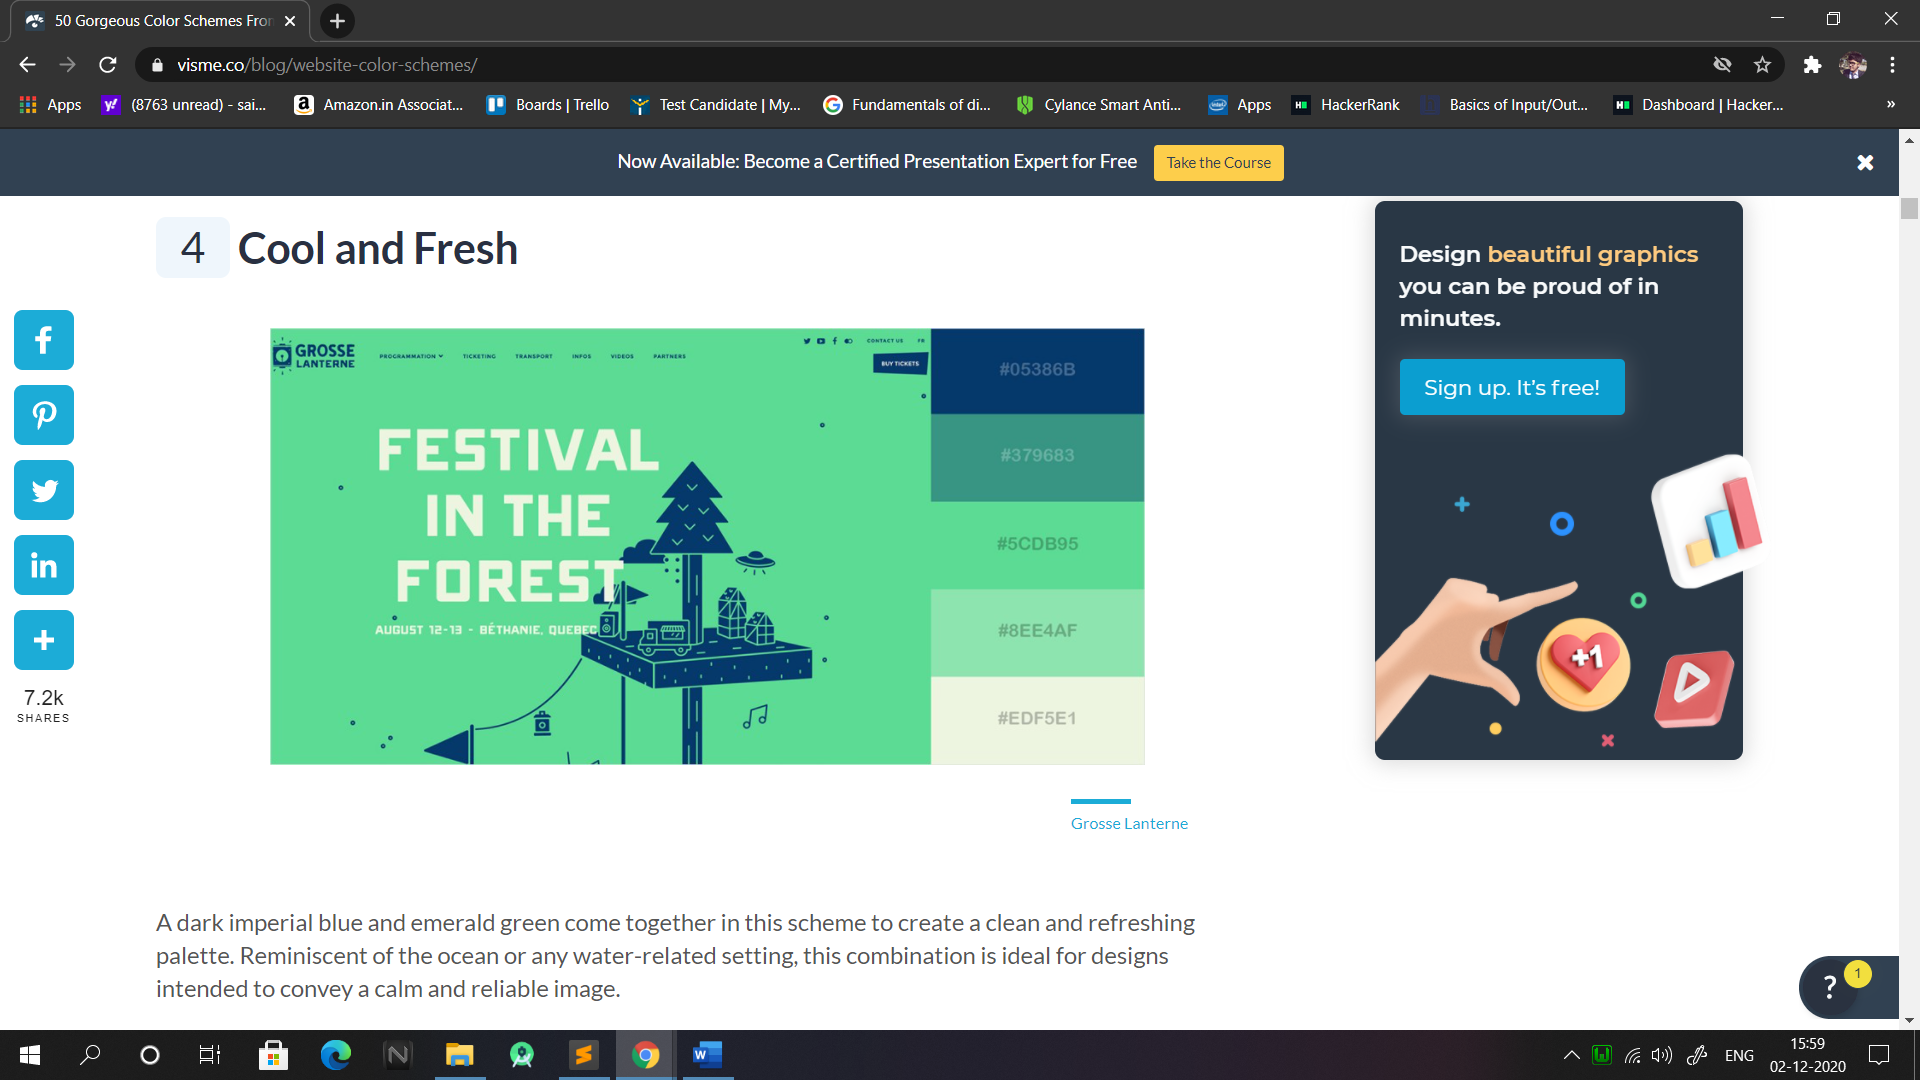 50 Gorgeous Color Schemes Fron
visme.co/blog/website-color-schemes/
Apps
(8763 unread) - sai...
Amazon.in Associat...
Boards | Trello
Test Candidate | My...
Fundamentals of di...
Cylance Smart Anti...
Apps
HackerRank
Basics of Input/Out...
Dashboard | Hacker...
»
Now Available: Become a Certified Presentation Expert for Free
Take the Course
4 Cool and Fresh
GROSSE
LANTERNE
PROGRAMMATION
TICKETING
TRANSPORT
INFOS
VIDEOS
PARTNERS
CONTACT US
FR
BUY TICKETS
FESTIVAL
IN THE
FOREST
AUGUST 12-13 - BÉTHANIE, QUEBEC
#05386B
#379683
#5CDB95
#8EE4AF
#EDF5E1
Grosse Lanterne
7.2k
SHARES
Design beautiful graphics
you can be proud of in
minutes.
Sign up. It's free!
+1
A dark imperial blue and emerald green come together in this scheme to create a clean and refreshing
palette. Reminiscent of the ocean or any water-related setting, this combination is ideal for designs
intended to convey a calm and reliable image.
?
1
ENG
15:59
02-12-2020